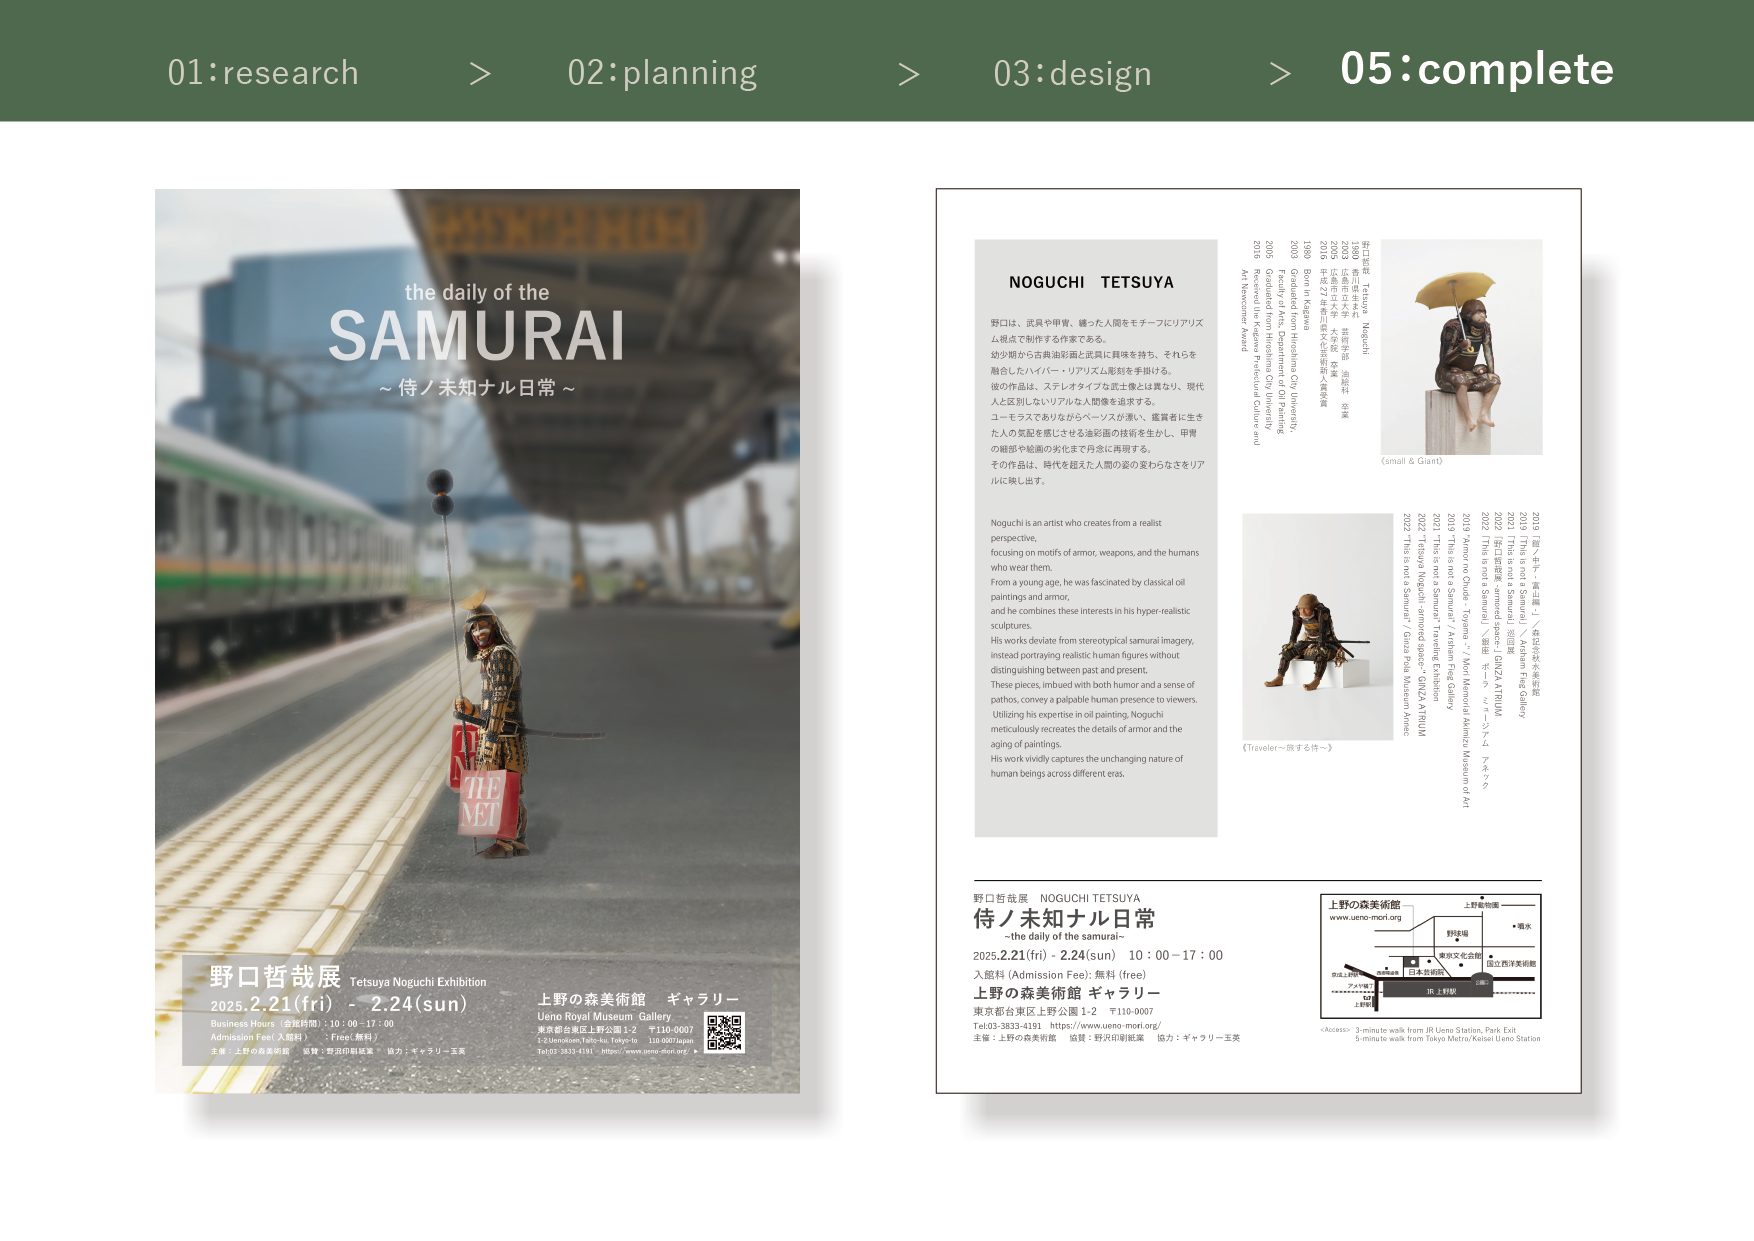 01：research > 02：planning > 03：design > 05：complete
the daily of the
SAMURAI
～ 侍ノ未知ナル日常 ～
THE
MET
野口哲哉展 Tetsuya Noguchi Exhibition
2025.2.21(fri) - 2.24(sun)
Business Hours（会館時間）：10：00－17：00
Admission Fee（入館料）：Free（無料）
主催：上野の森美術館 協賛：野沢印刷紙業 協力：ギャラリー玉英
上野の森美術館 ギャラリー
Ueno Royal Museum Gallery
東京都台東区上野公園 1-2 〒110-0007
1-2,Uenokoen,Taito-ku, Tokyo-to 110-0007Japan
Tel:03-3833-4191 https://www.ueno-mori.org/ ▶
NOGUCHI TETSUYA
野口は、武具や甲冑、纏った人間をモチーフにリアリズ
ム視点で制作する作家である。
幼少期から古典油彩画と武具に興味を持ち、それらを
融合したハイパー・リアリズム彫刻を手掛ける。
彼の作品は、ステレオタイプな武士像とは異なり、現代
人と区別しないリアルな人間像を追求する。
ユーモラスでありながらペーソスが漂い、鑑賞者に生き
た人の気配を感じさせる油彩画の技術を生かし、甲冑
の細部や絵画の劣化まで丹念に再現する。
その作品は、時代を超えた人間の姿の変わらなさをリア
ルに映し出す。
Noguchi is an artist who creates from a realist
perspective,
focusing on motifs of armor, weapons, and the humans
who wear them.
From a young age, he was fascinated by classical oil
paintings and armor,
and he combines these interests in his hyper-realistic
sculptures.
His works deviate from stereotypical samurai imagery,
instead portraying realistic human figures without
distinguishing between past and present.
These pieces, imbued with both humor and a sense of
pathos, convey a palpable human presence to viewers.
Utilizing his expertise in oil painting, Noguchi
meticulously recreates the details of armor and the
aging of paintings.
His work vividly captures the unchanging nature of
human beings across different eras.
野口哲哉 Tetsuya Noguchi
1980 香川県生まれ
2003 広島市立大学 芸術学部 油絵科 卒業
2005 広島市立大学 大学院 卒業
2016 平成 27 年香川県文化芸術新人賞受賞
1980 Born in Kagawa
2003 Graduated from Hiroshima City University,
Faculty of Arts, Department of Oil Painting
2005 Graduated from Hiroshima City University
2016 Received the Kagawa Prefectural Culture and
Art Newcomer Award
《small & Giant》
2019 「鎧ノ中デ - 富山編 -」／森記念秋水美術館
2019 「This is not a Samurai」／Arsham Fieg Gallery
2021 「This is not a Samurai」巡回展
2022 「野口哲哉展 -armored space-」GINZA ATRIUM
2022 「This is not a Samurai」／銀座 ポーラ ミュージアム アネックス
2019 "Armor no Chude - Toyama -" / Mori Memorial Akimizu Museum of Art
2019 "This is not a Samurai" / Arsham Fieg Gallery
2021 "This is not a Samurai" Traveling Exhibition
2022 "Tetsuya Noguchi -armored space-" GINZA ATRIUM
2022 "This is not a Samurai" / Ginza Pola Museum Annec
《Traveler～旅する侍～》
野口哲哉展 NOGUCHI TETSUYA
侍ノ未知ナル日常
~the daily of the samurai~
2025.2.21(fri) - 2.24(sun) 10：00－17：00
入館料 (Admission Fee): 無料 (free)
上野の森美術館 ギャラリー
東京都台東区上野公園 1-2 〒110-0007
Tel:03-3833-4191 https://www.ueno-mori.org/
主催：上野の森美術館 協賛：野沢印刷紙業 協力：ギャラリー玉英
上野の森美術館
www.ueno-mori.org
上野動物園
噴水
野球場
東京文化会館
国立西洋美術館
日本芸術院
京成上野駅
アメヤ横丁
上野駅
JR 上野駅
<Access> 3-minute walk from JR Ueno Station, Park Exit
5-minute walk from Tokyo Metro/Keisei Ueno Station